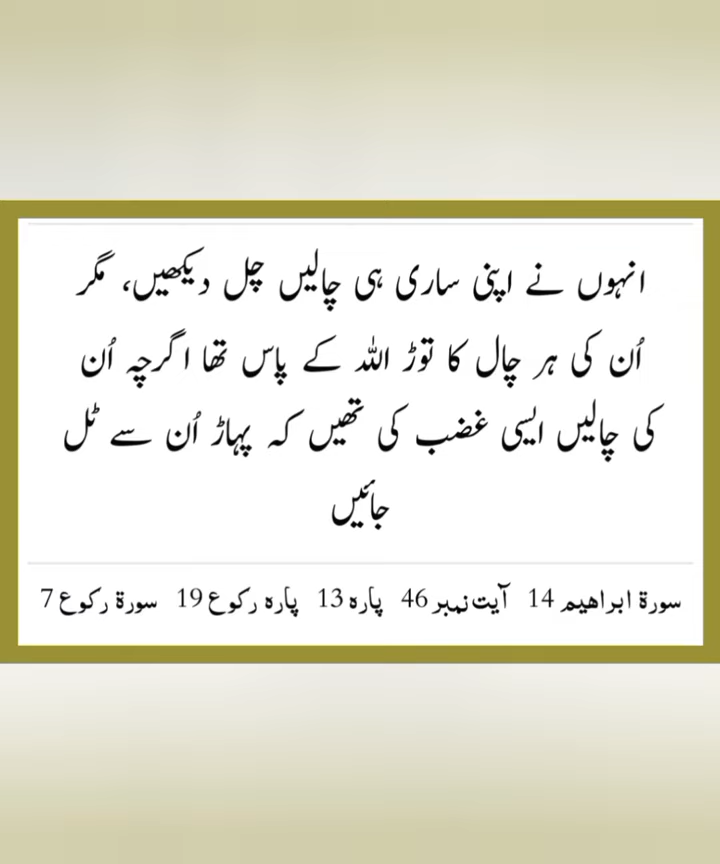 انہوں نے اپنی ساری ہی چالیں چل دیکھیں، مگر
اُن کی ہر چال کا توڑ اللہ کے پاس تھا اگرچہ اُن
کی چالیں ایسی غضب کی تھیں کہ پہاڑ اُن سے ٹل
جائیں
سورۃ ابراھیم 14 آیت نمبر 46 پارہ 13 پارہ رکوع 19 سورۃ رکوع 7